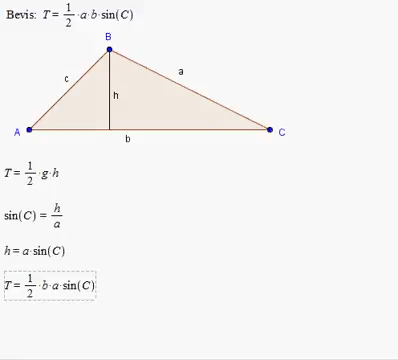 Bevis: T = 1/2 · a · b · sin(C)
B
c
a
h
A
C
b
T = 1/2 · g · h
sin(C) = h/a
h = a · sin(C)
T = 1/2 · b · a · sin(C)